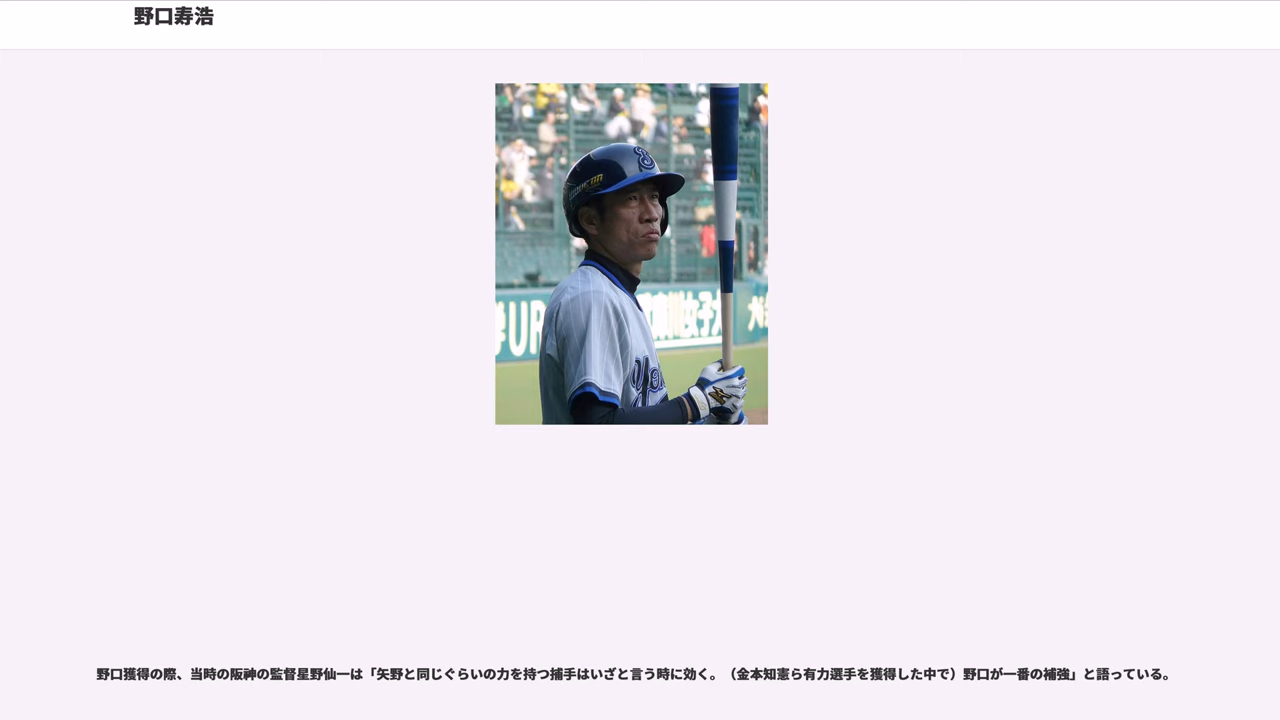 野口寿浩
野口獲得の際、当時の阪神の監督星野仙一は「矢野と同じぐらいの力を持つ捕手はいざと言う時に効く。（金本知憲ら有力選手を獲得した中で）野口が一番の補強」と語っている。